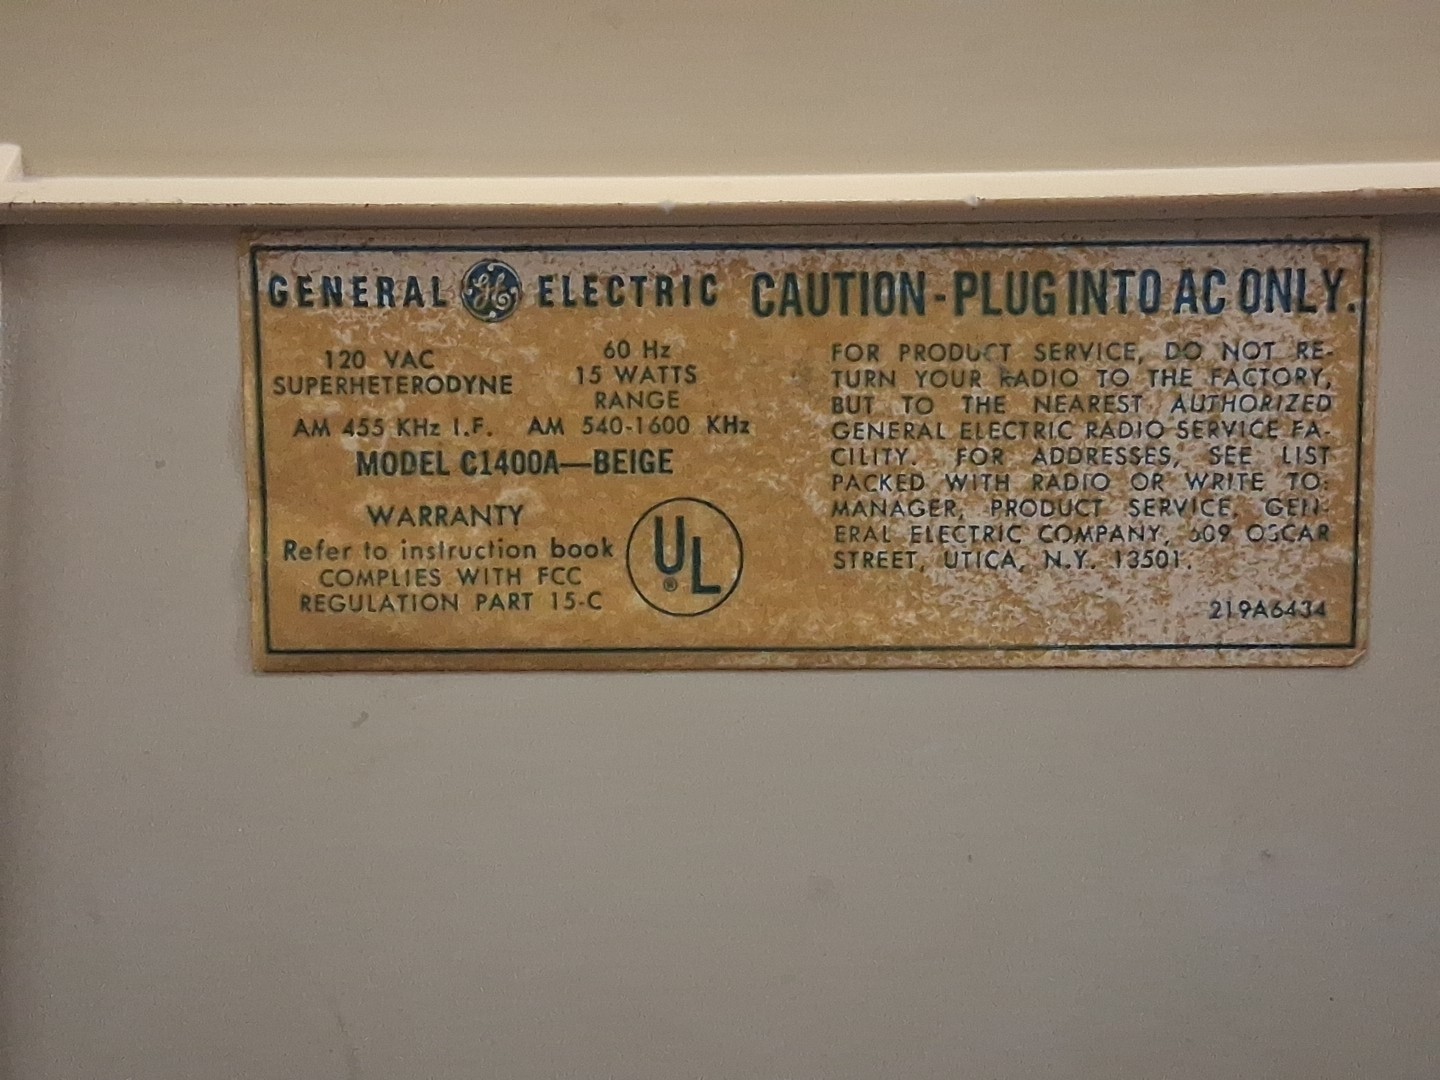 GENERAL GE ELECTRIC
120 VAC
SUPERHETERODYNE
60 Hz
15 WATTS
RANGE
AM 455 KHz I.F. AM 540-1600 KHz
MODEL C1400A—BEIGE
WARRANTY
Refer to instruction book
COMPLIES WITH FCC
REGULATION PART 15-C
UL
®
CAUTION - PLUG INTO AC ONLY.
FOR PRODUCT SERVICE, DO NOT RE-
TURN YOUR RADIO TO THE FACTORY,
BUT TO THE NEAREST AUTHORIZED
GENERAL ELECTRIC RADIO SERVICE FA-
CILITY. FOR ADDRESSES, SEE LIST
PACKED WITH RADIO OR WRITE TO:
MANAGER, PRODUCT SERVICE, GEN-
ERAL ELECTRIC COMPANY, 609 OSCAR
STREET, UTICA, N.Y. 13501.
219A6434